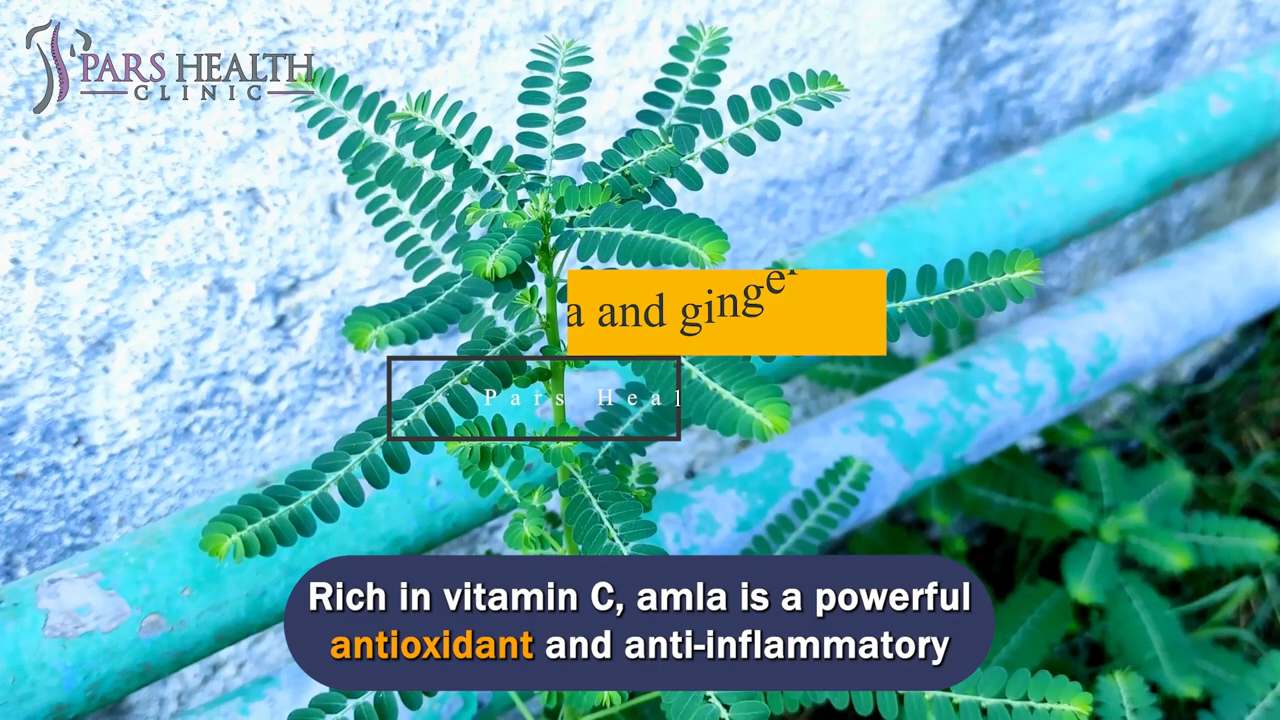 PARS HEALTH
CLINIC
a and ginger
Pars Heal
Rich in vitamin C, amla is a powerful
antioxidant and anti-inflammatory